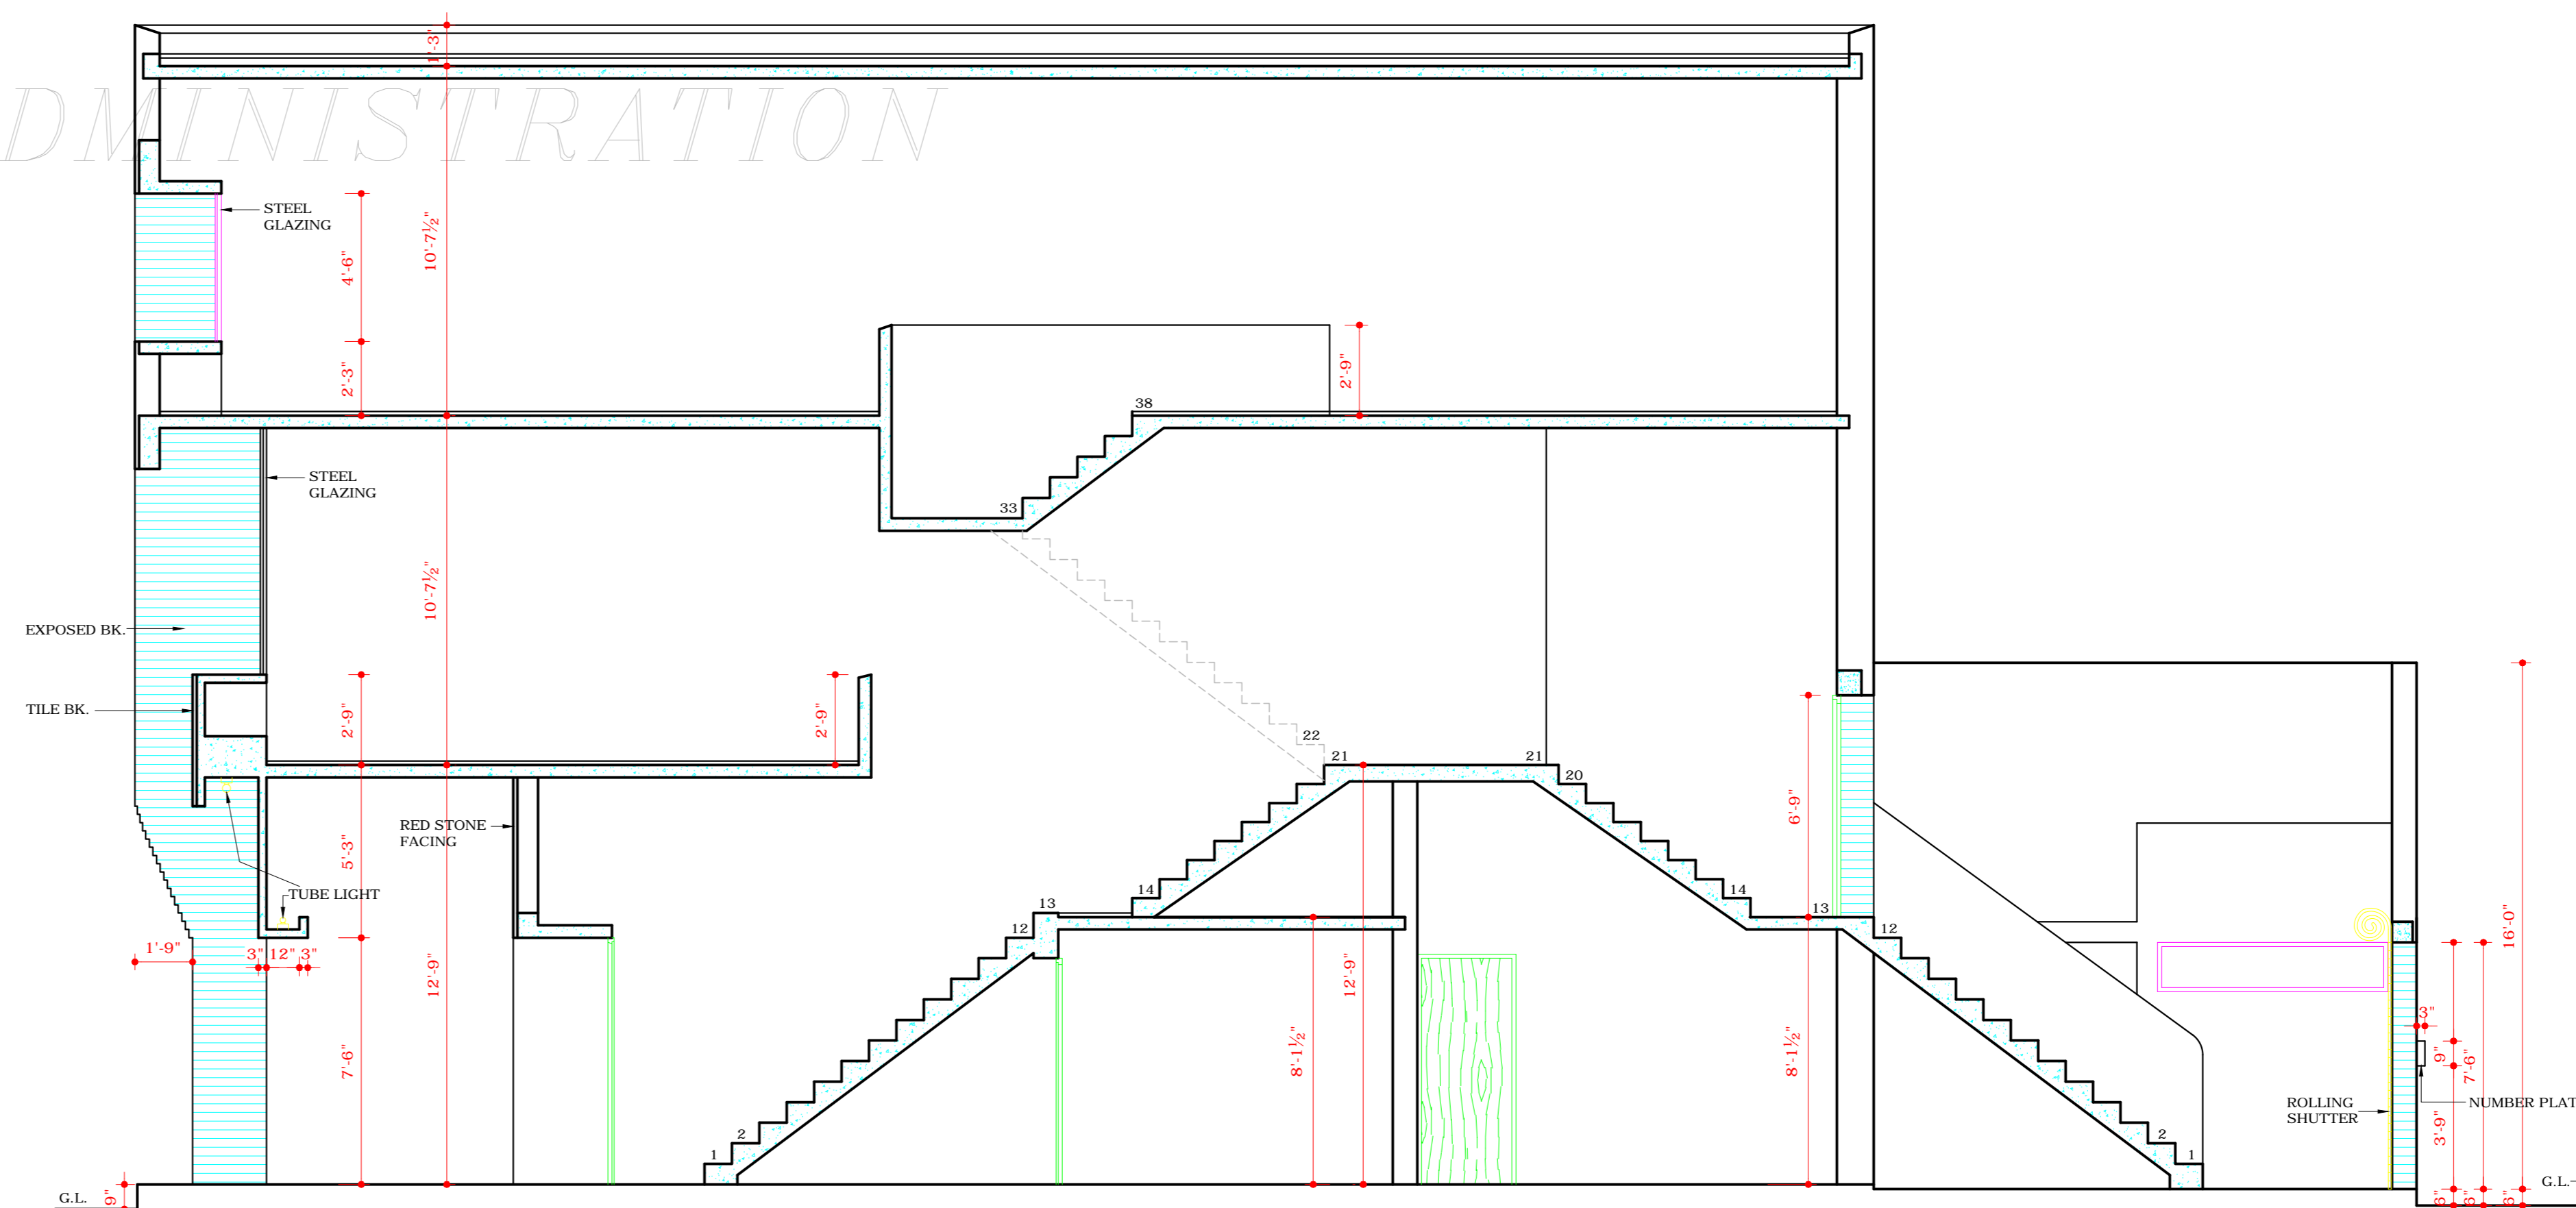 DMINISTRATION
1'-3"
STEEL
GLAZING
4'-6"
10'-7½"
2'-3"
2'-9"
38
STEEL
GLAZING
33
10'-7½"
EXPOSED BK.
TILE BK.
2'-9"
2'-9"
22
21
21
20
6'-9"
16'-0"
RED STONE
FACING
5'-3"
TUBE LIGHT
14
14
13
13
12
12
1'-9"
3"
12"
3"
12'-9"
12'-9"
7'-6"
8'-1½"
8'-1½"
3"
9"
7'-6"
ROLLING
SHUTTER
NUMBER PLAT
3'-9"
2
2
1
1
G.L.
9"
6"
6"
6"
G.L.